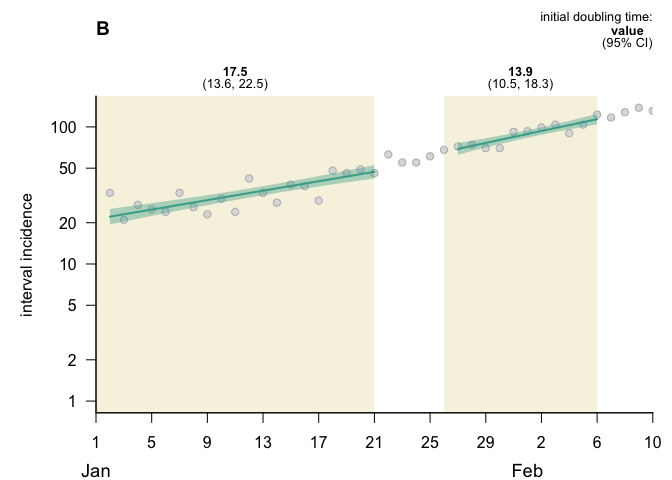 B
initial doubling time:
value
(95% CI)
17.5
(13.6, 22.5)
13.9
(10.5, 18.3)
interval incidence
100
50
20
10
5
2
1
1 5 9 13 17 21 25 29 2 6 10
Jan Feb